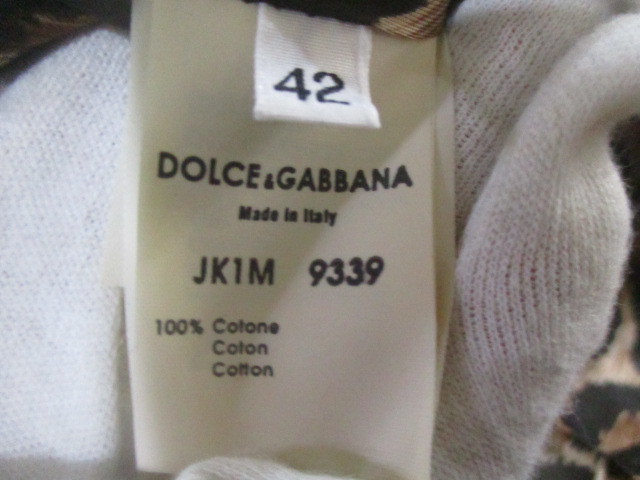 42
DOLCE&GABBANA
Made in Italy
JK1M 9339
100% Cotone
Coton
Cotton